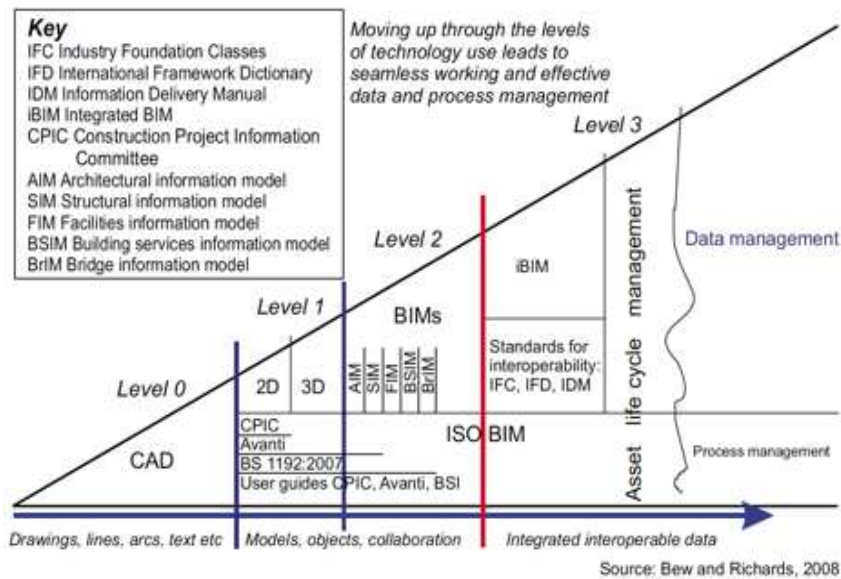 Key
IFC Industry Foundation Classes
IFD International Framework Dictionary
IDM Information Delivery Manual
iBIM Integrated BIM
CPIC Construction Project Information
Committee
AIM Architectural information model
SIM Structural information model
FIM Facilities information model
BSIM Building services information model
BrIM Bridge information model
Moving up through the levels
of technology use leads to
seamless working and effective
data and process management
Level 3
Level 2
Level 1
Level 0
Data management
iBIM
BIMs
Standards for
interoperability:
IFC, IFD, IDM
2D
3D
AIM
SIM
FIM
BSIM
BrIM
CAD
CPIC
Avanti
BS 1192:2007
User guides CPIC, Avanti, BSI
ISO BIM
Asset life cycle management
Process management
Drawings, lines, arcs, text etc
Models, objects, collaboration
Integrated interoperable data
Source: Bew and Richards, 2008